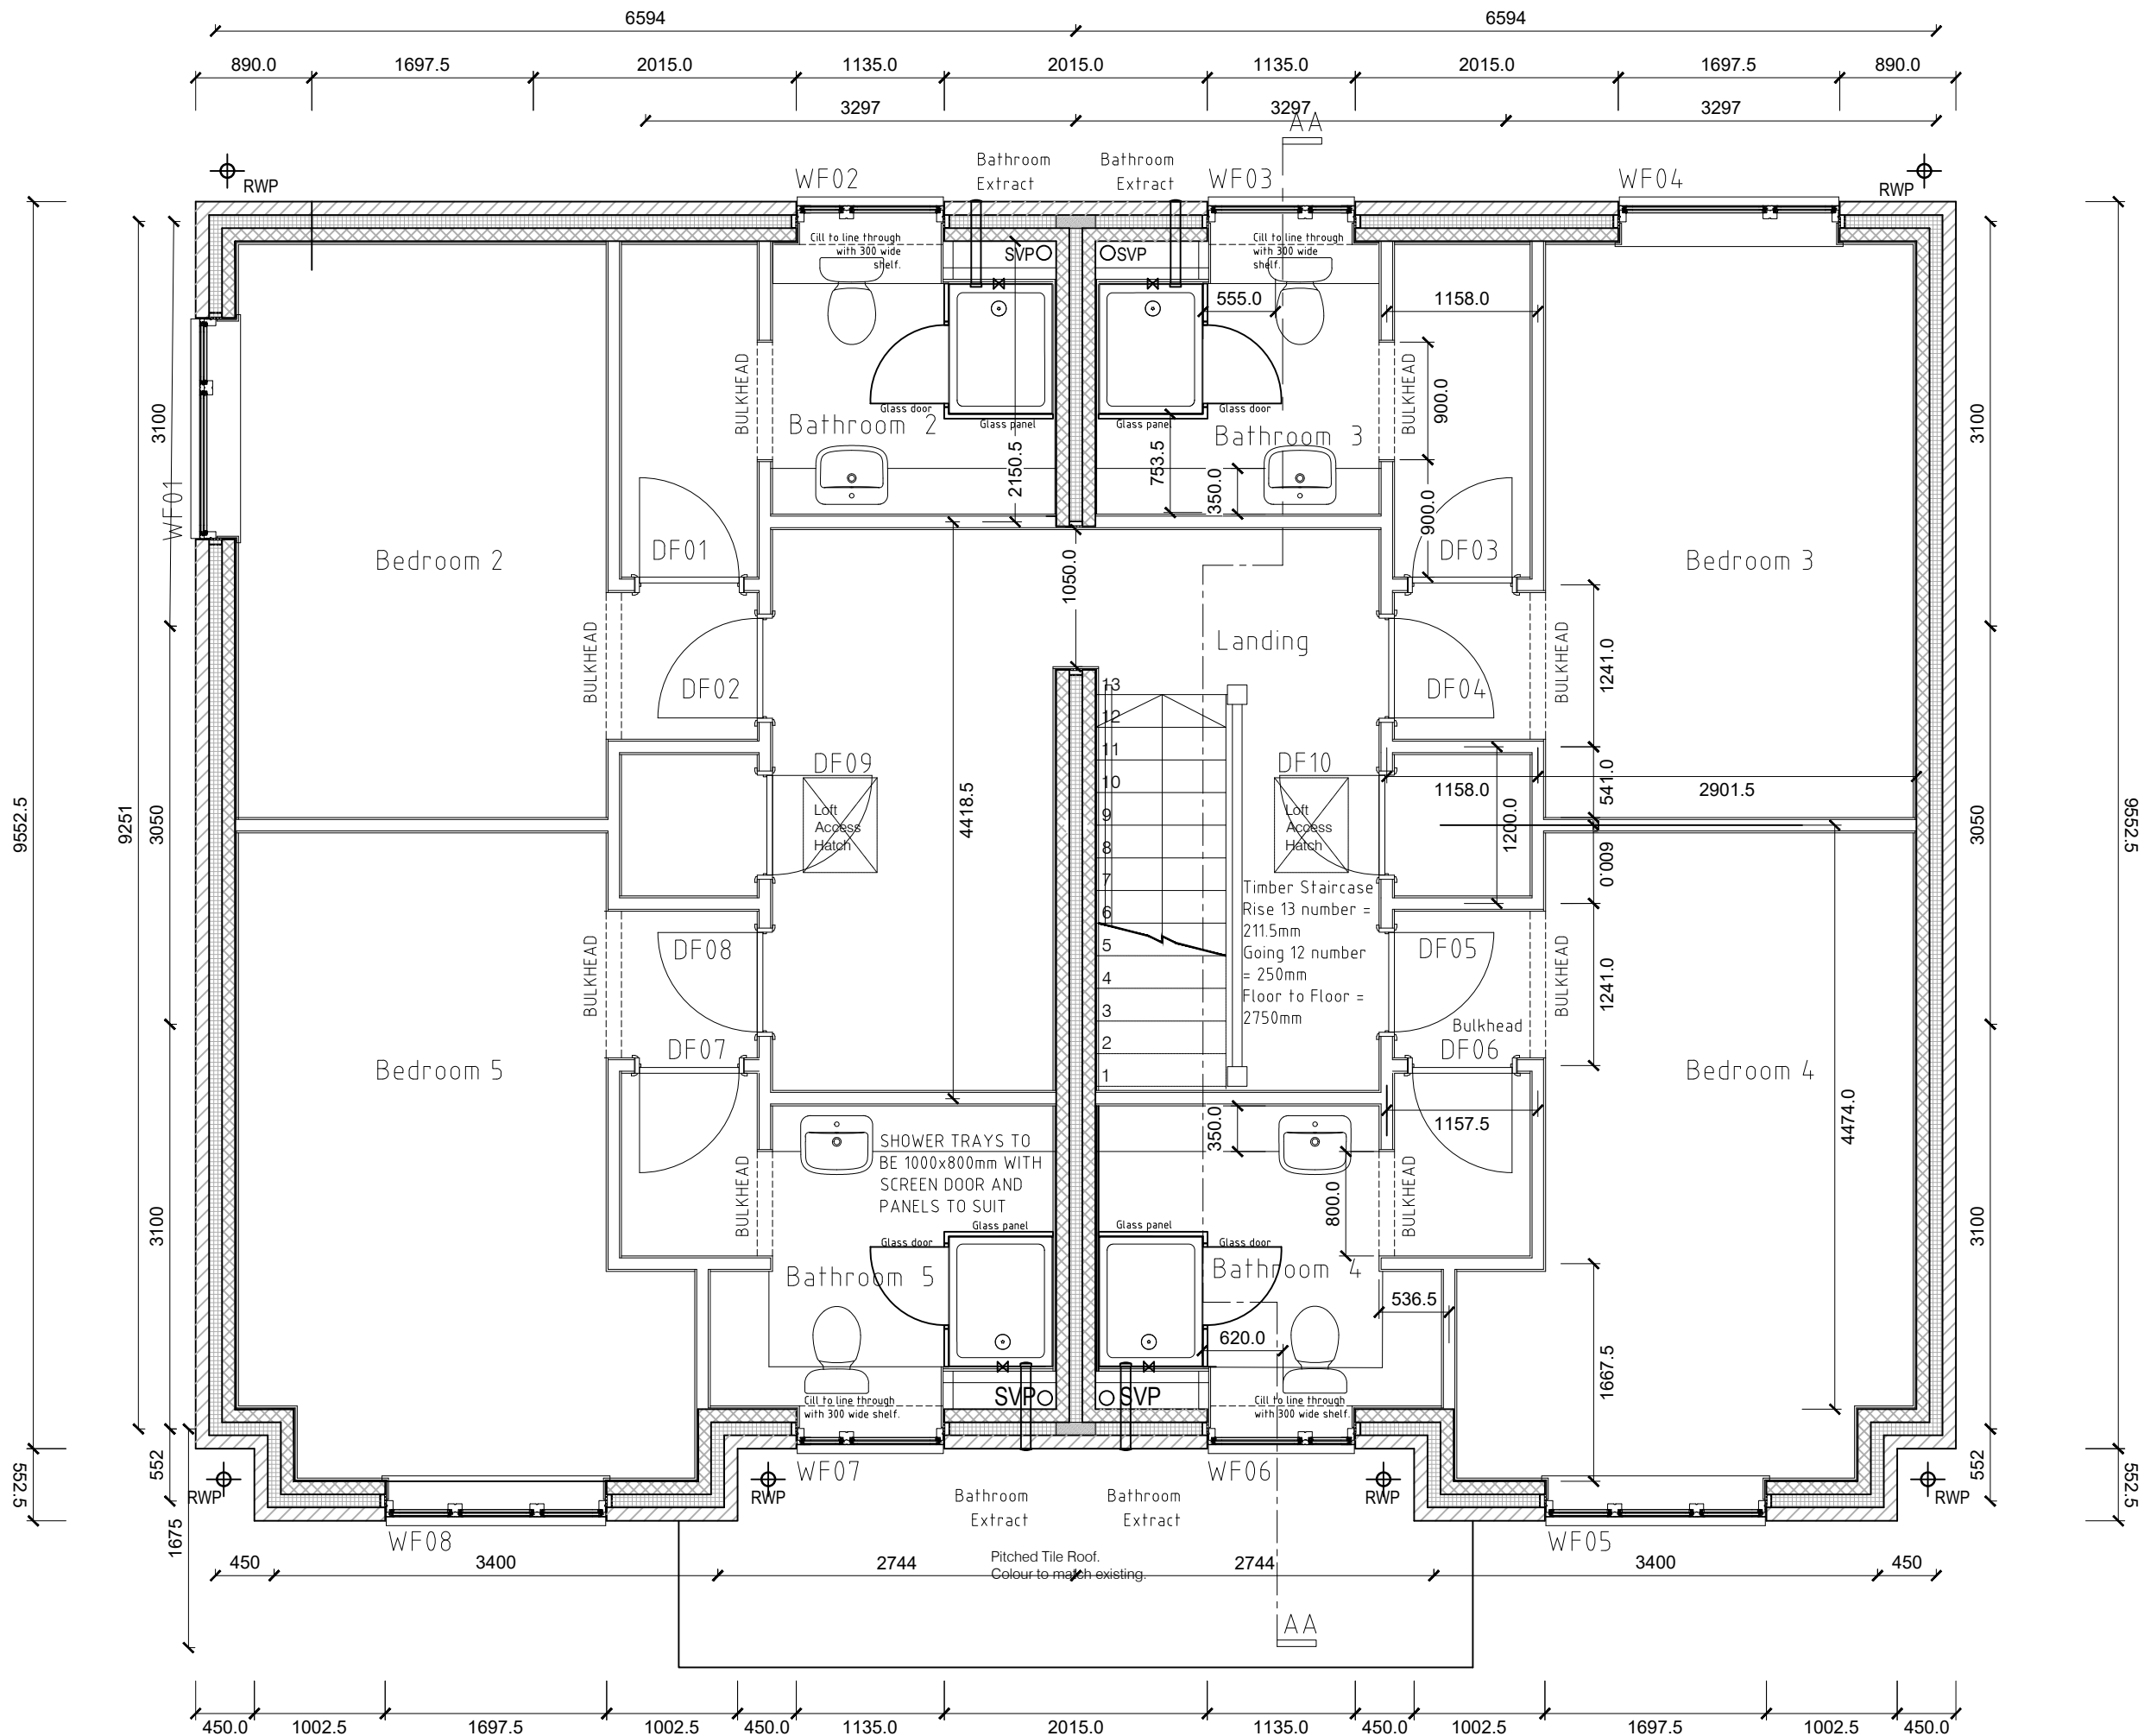 6594
6594
890.0
1697.5
2015.0
1135.0
2015.0
1135.0
2015.0
1697.5
890.0
3297
3297
3297
AA
RWP
WF02
Bathroom
Extract
Bathroom
Extract
WF03
WF04
RWP
Cill to line through
with 300 wide
shelf.
SVP
SVP
Cill to line through
with 300 wide
shelf.
555.0
1158.0
BULKHEAD
BULKHEAD
900.0
Glass door
Glass panel
Glass panel
Glass door
Bathroom 2
Bathroom 3
2150.5
753.5
350.0
900.0
3100
3100
WF01
Bedroom 2
DF01
DF03
Bedroom 3
1050.0
Landing
BULKHEAD
DF02
DF04
BULKHEAD
1241.0
13
12
11
10
9
8
7
6
5
4
3
2
1
DF09
Loft
Access
Hatch
4418.5
DF10
Loft
Access
Hatch
1158.0
1200.0
541.0
2901.5
600.0
9552.5
9251
3050
3050
9552.5
Timber Staircase
Rise 13 number =
211.5mm
Going 12 number
= 250mm
Floor to Floor =
2750mm
BULKHEAD
DF08
DF05
BULKHEAD
1241.0
Bulkhead
DF07
DF06
Bedroom 5
Bedroom 4
1157.5
4474.0
350.0
SHOWER TRAYS TO
BE 1000x800mm WITH
SCREEN DOOR AND
PANELS TO SUIT
BULKHEAD
800.0
BULKHEAD
Glass panel
Glass panel
Glass door
Glass door
Bathroom 5
Bathroom 4
3100
3100
536.5
620.0
1667.5
SVP
SVP
Cill to line through
with 300 wide shelf.
Cill to line through
with 300 wide shelf.
552.5
552
1675
RWP
WF08
RWP
WF07
WF06
RWP
WF05
RWP
552
552.5
Bathroom
Extract
Bathroom
Extract
Pitched Tile Roof.
Colour to match existing.
450
3400
2744
2744
3400
450
AA
450.0
1002.5
1697.5
1002.5
450.0
1135.0
2015.0
1135.0
450.0
1002.5
1697.5
1002.5
450.0